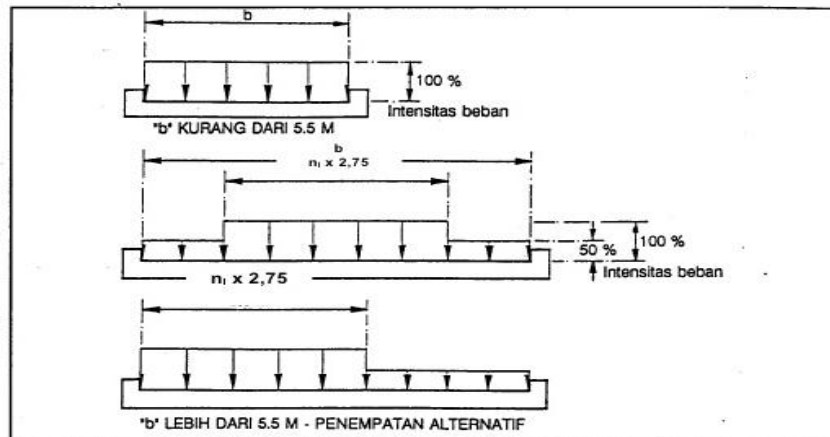 b
100 %
Intensitas beban
"b" KURANG DARI 5.5 M
b
n₁ x 2,75
50 %
100 %
Intensitas beban
n₁ x 2,75
"b" LEBIH DARI 5.5 M - PENEMPATAN ALTERNATIF